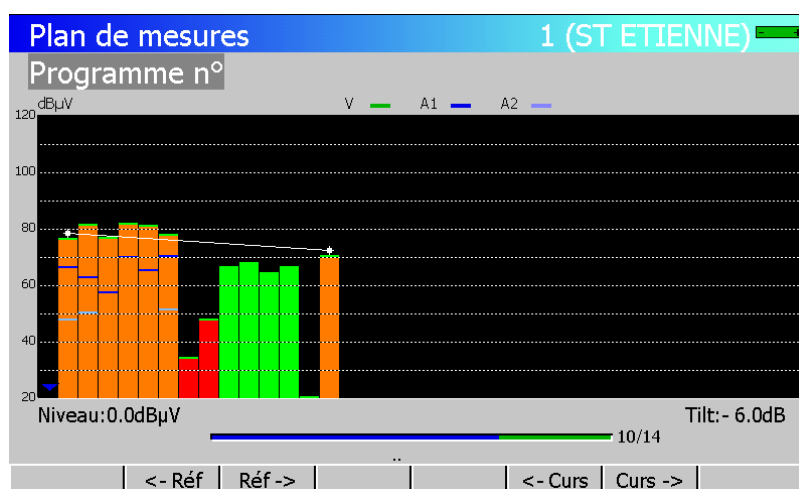 Plan de mesures 1 (ST ETIENNE)
Programme n°
dBµV V A1 A2
120
100
80
60
40
20
Niveau:0.0dBµV Tilt:- 6.0dB
10/14
..
<- Réf Réf -> <- Curs Curs ->